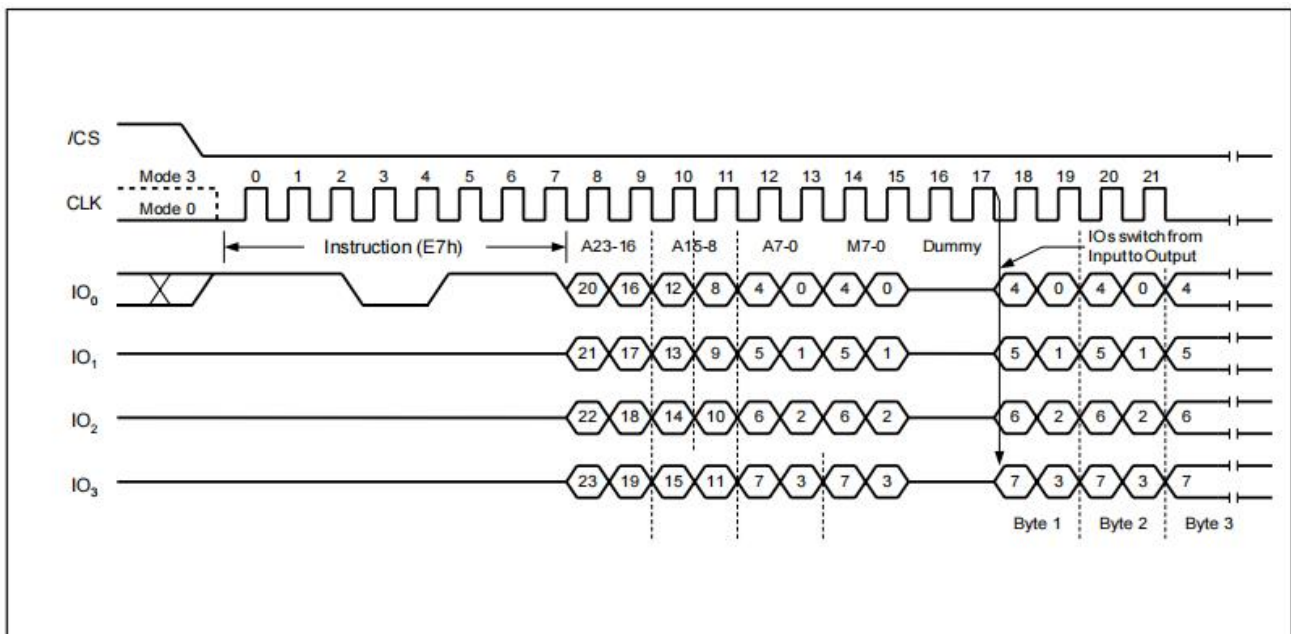 /CS
Mode 3 0 1 2 3 4 5 6 7 8 9 10 11 12 13 14 15 16 17 18 19 20 21
CLK
Mode 0
Instruction (E7h) A23-16 A15-8 A7-0 M7-0 Dummy IOs switch from
Input to Output
IO0 20 16 12 8 4 0 4 0 4 0 4 0 4
IO1 21 17 13 9 5 1 5 1 5 1 5 1 5
IO2 22 18 14 10 6 2 6 2 6 2 6 2 6
IO3 23 19 15 11 7 3 7 3 7 3 7 3 7
Byte 1 Byte 2 Byte 3